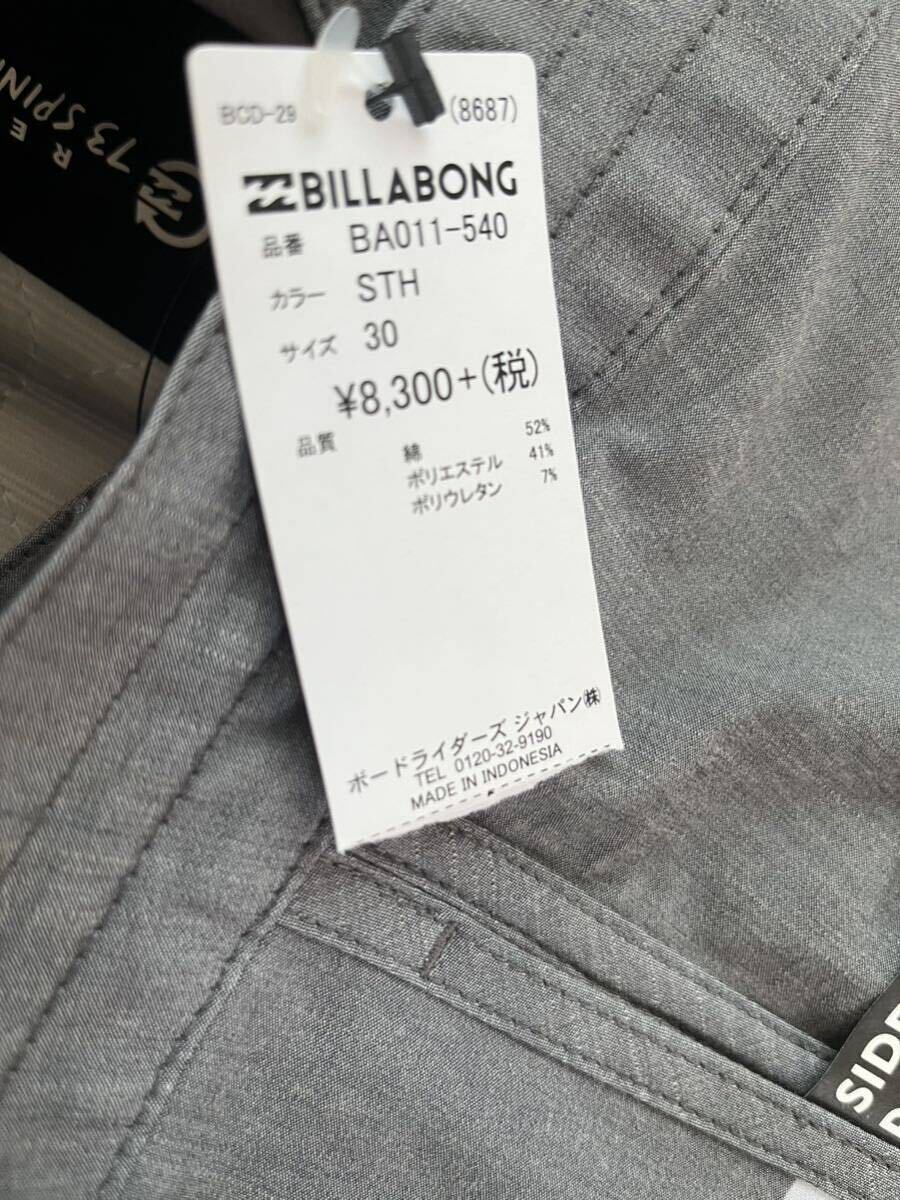 BCD-29 (8687)
BILLABONG
品番 BA011-540
カラー STH
サイズ 30
¥8,300+(税)
品質
綿 52%
ポリエステル 41%
ポリウレタン 7%
ボードライダーズ ジャパン㈱
TEL 0120-32-9190
MADE IN INDONESIA
73
SIDE